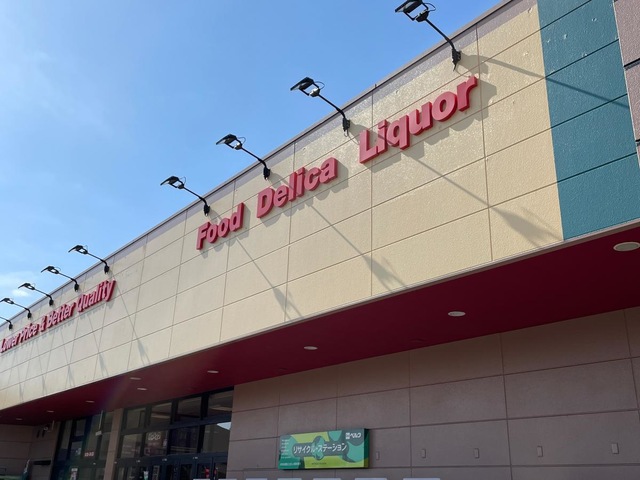 Lower Price & Better Quality
Food Delica Liquor
ベルク
リサイクル・ステーション